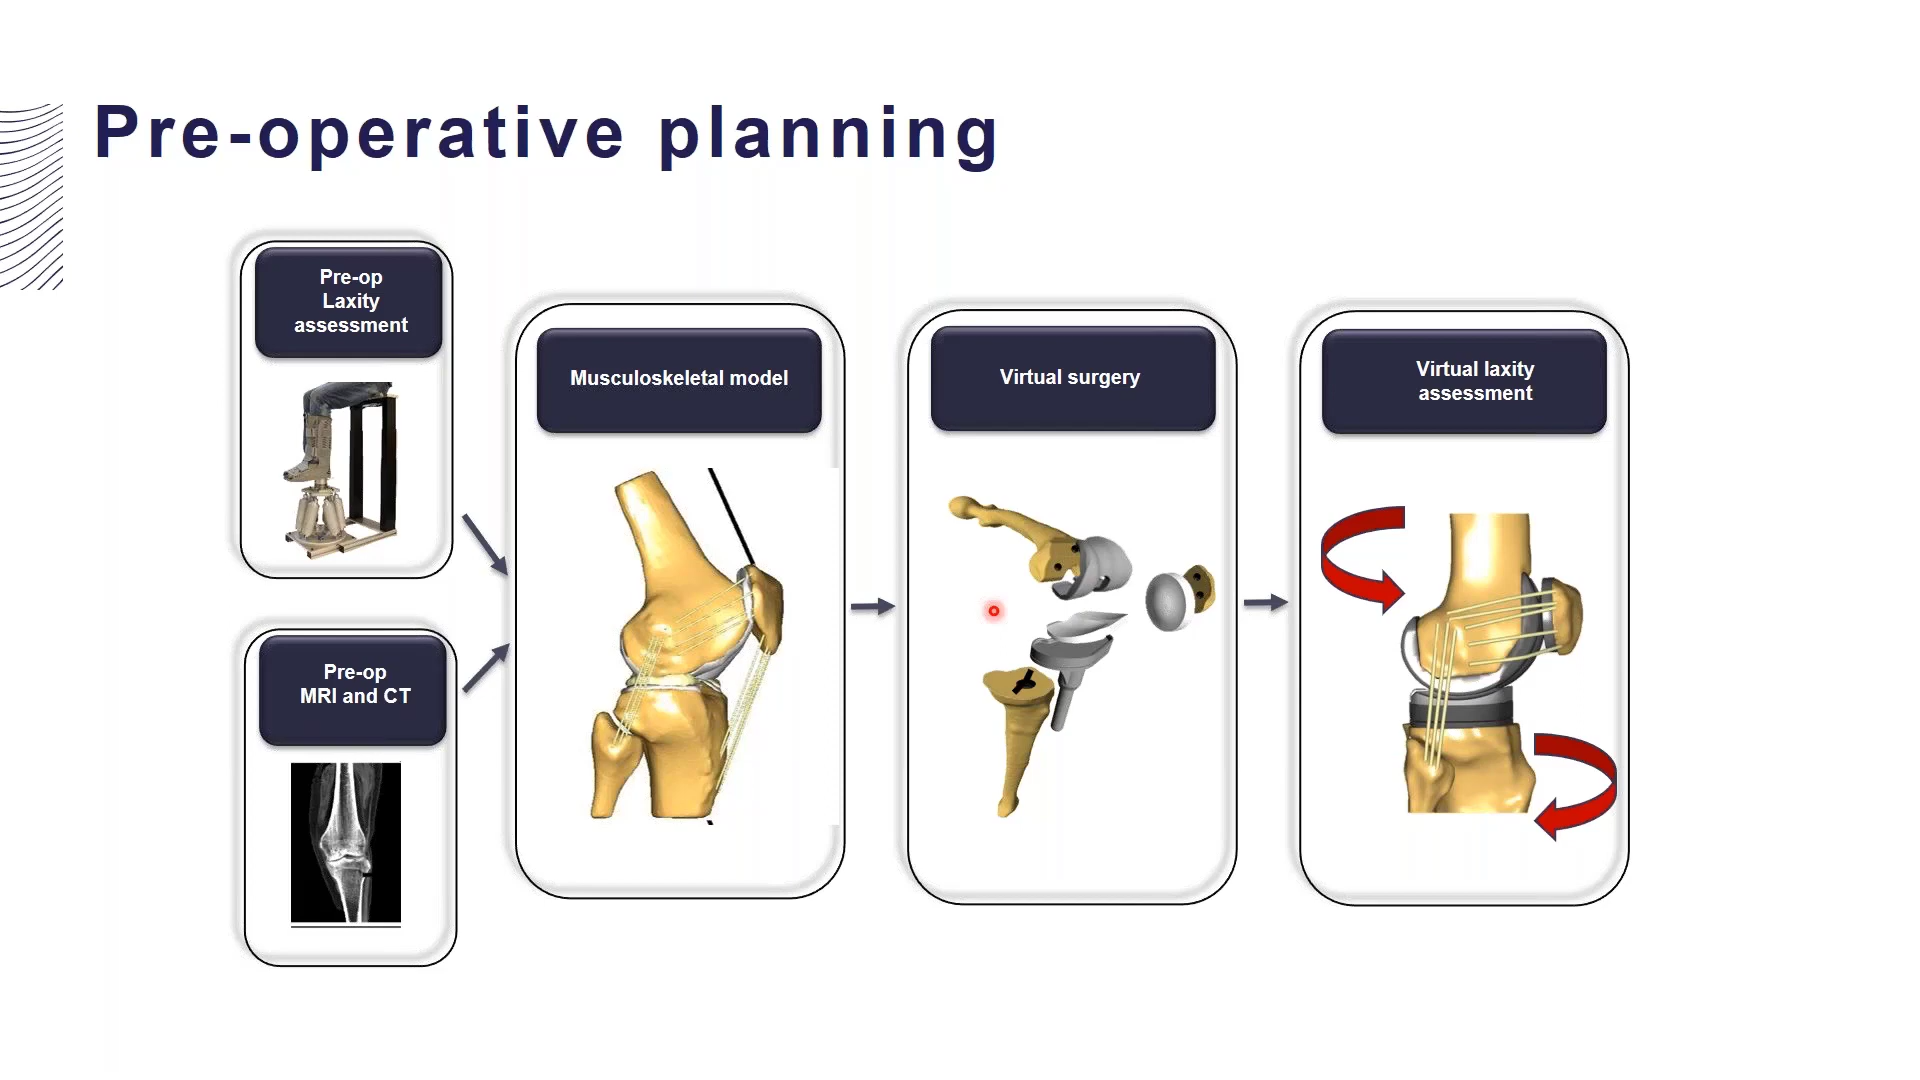 Pre-operative planning
Pre-op
Laxity
assessment
Pre-op
MRI and CT
Musculoskeletal model
Virtual surgery
Virtual laxity
assessment